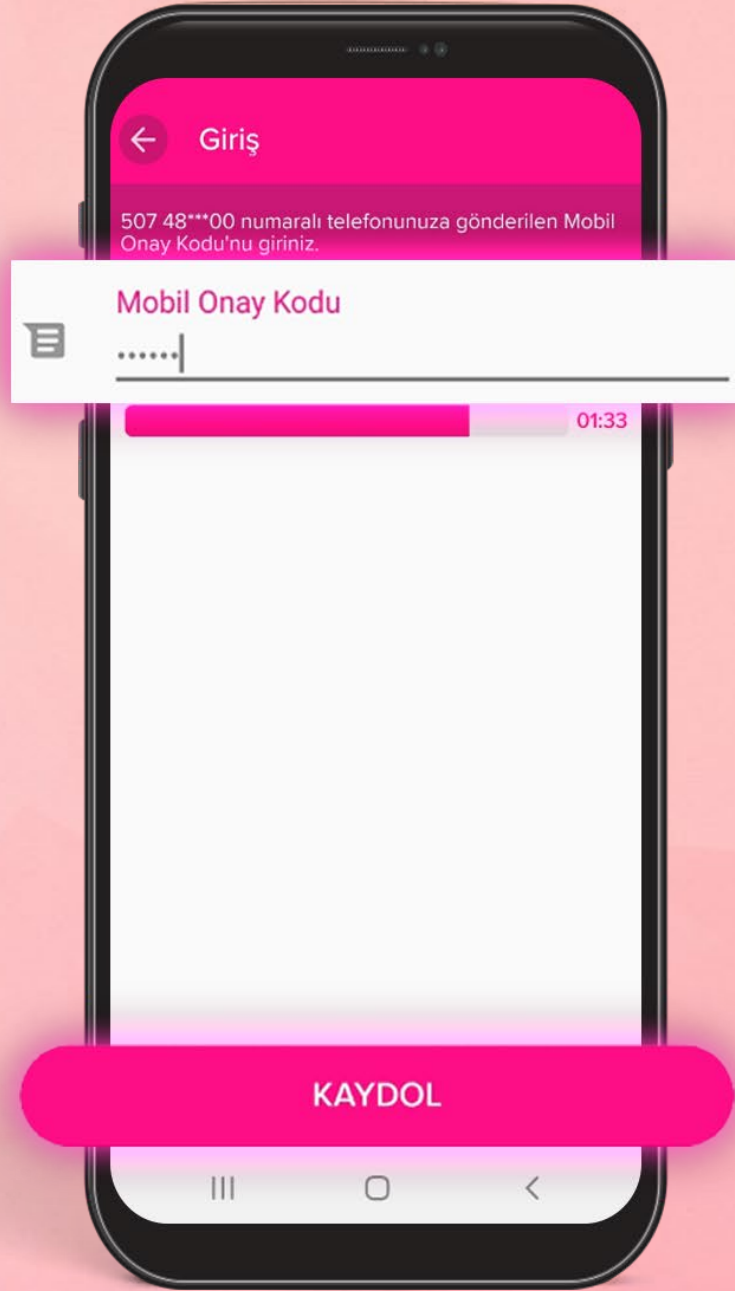 Giriş
507 48***00 numaralı telefonunuza gönderilen Mobil
Onay Kodu'nu giriniz.
Mobil Onay Kodu
••••••
01:33
KAYDOL